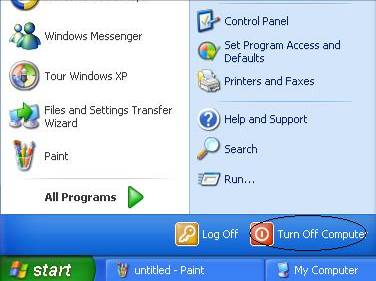 Windows Messenger
Tour Windows XP
Files and Settings Transfer
Wizard
Paint
All Programs
Control Panel
Set Program Access and
Defaults
Printers and Faxes
Help and Support
Search
Run...
Log Off
Turn Off Computer
start
untitled - Paint
My Computer